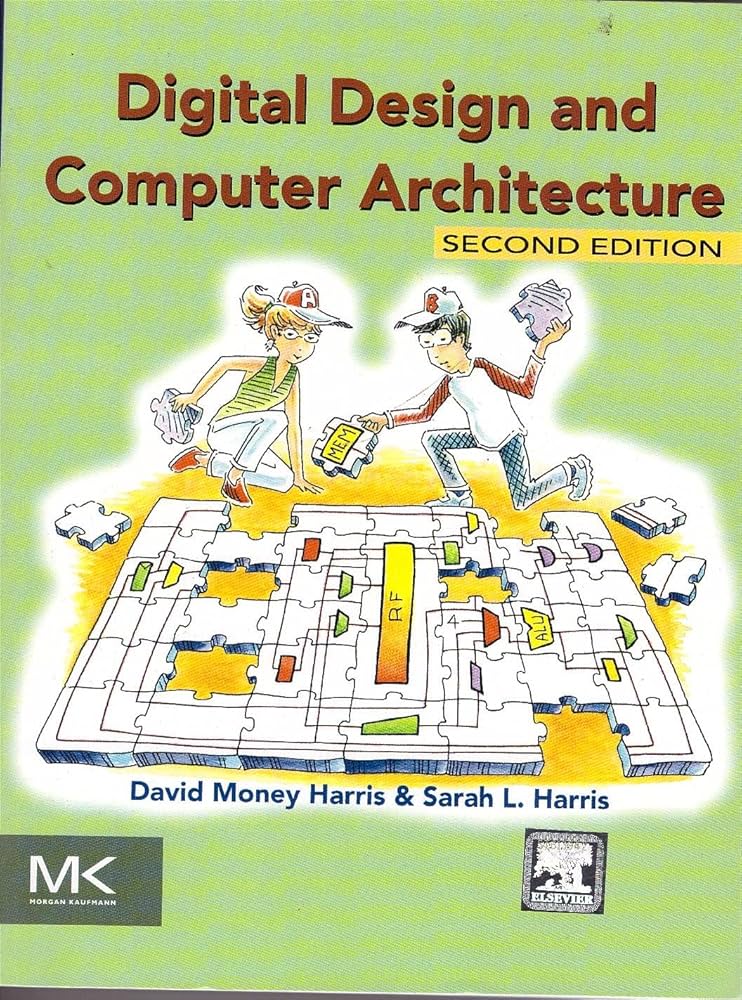 Digital Design and
Computer Architecture
SECOND EDITION
A
B
MEM
RF
4
ALU
David Money Harris & Sarah L. Harris
MK
MORGAN KAUFMANN
ELSEVIER